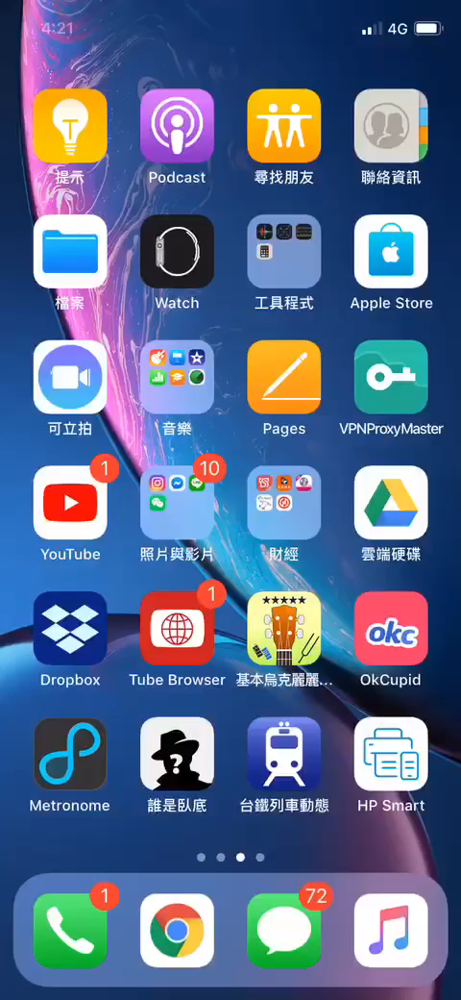 4:21 4G
提示 Podcast 尋找朋友 聯絡資訊
檔案 Watch 工具程式 Apple Store
可立拍 音樂 Pages VPNProxyMaster
1 10
YouTube 照片與影片 財經 雲端硬碟
1
okc
Dropbox Tube Browser 基本烏克麗麗... OkCupid
?
Metronome 誰是臥底 台鐵列車動態 HP Smart
1 72